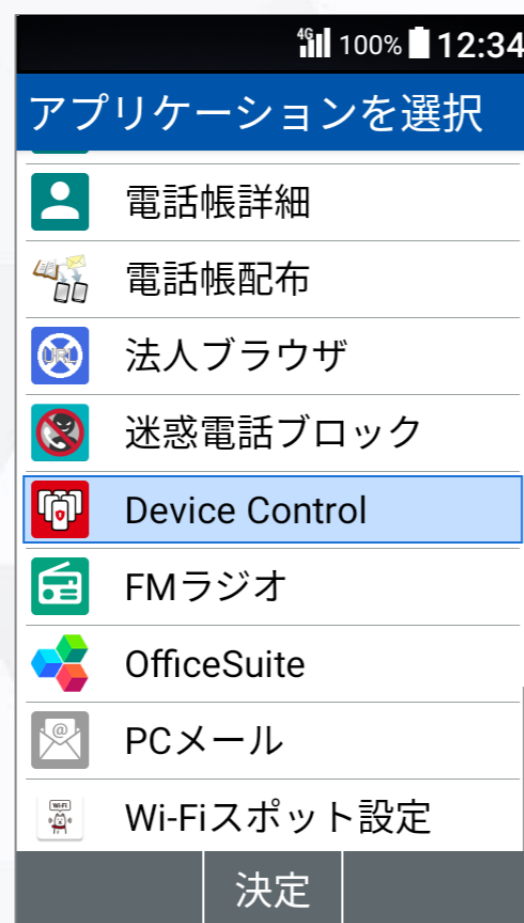 4G 100% 12:34
アプリケーションを選択
電話帳詳細
電話帳配布
URL
法人ブラウザ
迷惑電話ブロック
Device Control
FMラジオ
OfficeSuite
@
PCメール
Wi-Fi
Wi-Fiスポット設定
決定